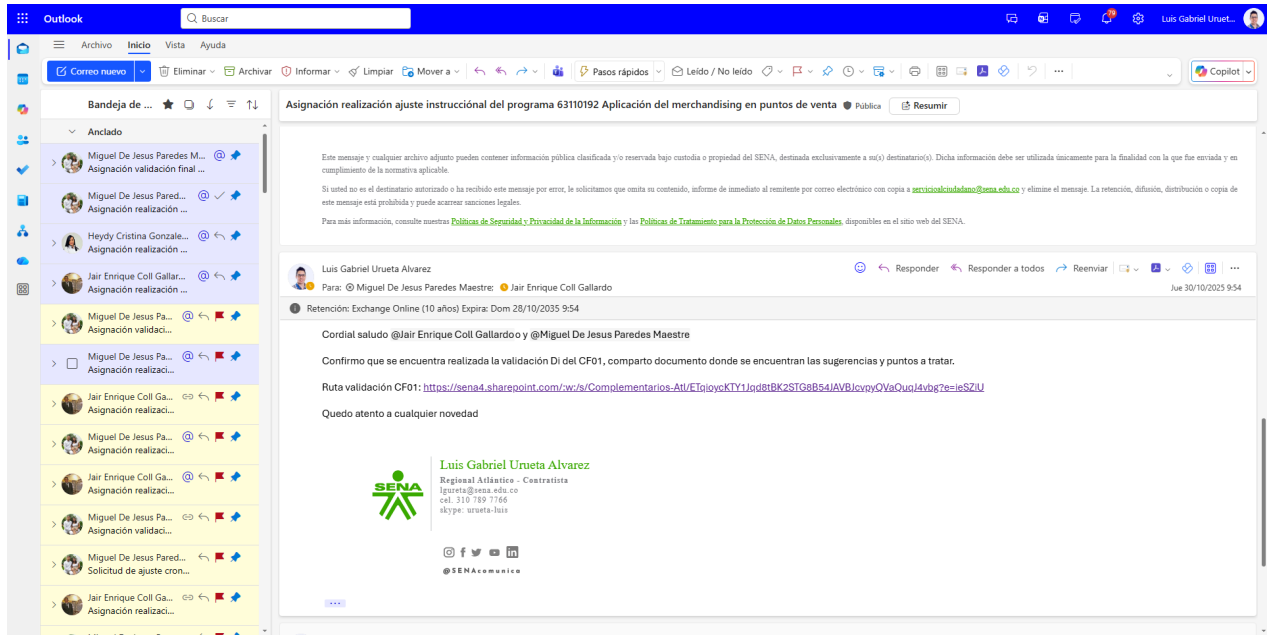 Outlook
Buscar
79
Luis Gabriel Uruet...
Archivo Inicio Vista Ayuda
Correo nuevo Eliminar Archivar Informar Limpiar Mover a Pasos rápidos Leído / No leído Copilot
Bandeja de ...
Anclado
Miguel De Jesus Paredes M...
Asignación validación final ...
Miguel De Jesus Pared...
Asignación realización ...
Heydy Cristina Gonzale...
Asignación realización ...
Jair Enrique Coll Gallar...
Asignación realización ...
Miguel De Jesus Pa...
Asignación validaci...
Miguel De Jesus Pa...
Asignación realizaci...
Jair Enrique Coll Ga...
Asignación realizaci...
Miguel De Jesus Pa...
Asignación realizaci...
Jair Enrique Coll Ga...
Asignación realizaci...
Miguel De Jesus Pa...
Asignación validaci...
Miguel De Jesus Pared...
Solicitud de ajuste cron...
Jair Enrique Coll Ga...
Asignación realizaci...
Asignación realización ajuste instrucciónal del programa 63110192 Aplicación del merchandising en puntos de venta Pública Resumir
Este mensaje y cualquier archivo adjunto pueden contener información pública clasificada y/o reservada bajo custodia o propiedad del SENA, destinada exclusivamente a su(s) destinatario(s). Dicha información debe ser utilizada únicamente para la finalidad con la que fue enviada y en
cumplimiento de la normativa aplicable.
Si usted no es el destinatario autorizado o ha recibido este mensaje por error, le solicitamos que omita su contenido, informe de inmediato al remitente por correo electrónico con copia a servicioalciudadano@sena.edu.co y elimine el mensaje. La retención, difusión, distribución o copia de
este mensaje está prohibida y puede acarrear sanciones legales.
Para más información, consulte nuestras Políticas de Seguridad y Privacidad de la Información y las Políticas de Tratamiento para la Protección de Datos Personales, disponibles en el sitio web del SENA.
Luis Gabriel Urueta Alvarez
Responder Responder a todos Reenviar
Para: Miguel De Jesus Paredes Maestre; Jair Enrique Coll Gallardo
Jue 30/10/2025 9:54
Retención: Exchange Online (10 años) Expira: Dom 28/10/2035 9:54
Cordial saludo @Jair Enrique Coll Gallardoo y @Miguel De Jesus Paredes Maestre
Confirmo que se encuentra realizada la validación Di del CF01, comparto documento donde se encuentran las sugerencias y puntos a tratar.
Ruta validación CF01: https://sena4.sharepoint.com/:w:/s/Complementarios-Atl/ETqioycKTY1Jqd8tBK2STG8B54JAVBJcvpyQVaQuqJ4vbg?e=ieSZiU
Quedo atento a cualquier novedad
SENA
Luis Gabriel Urueta Alvarez
Regional Atlántico - Contratista
lgureta@sena.edu.co
cel. 310 789 7766
skype: urueta-luis
@SENAcomunica